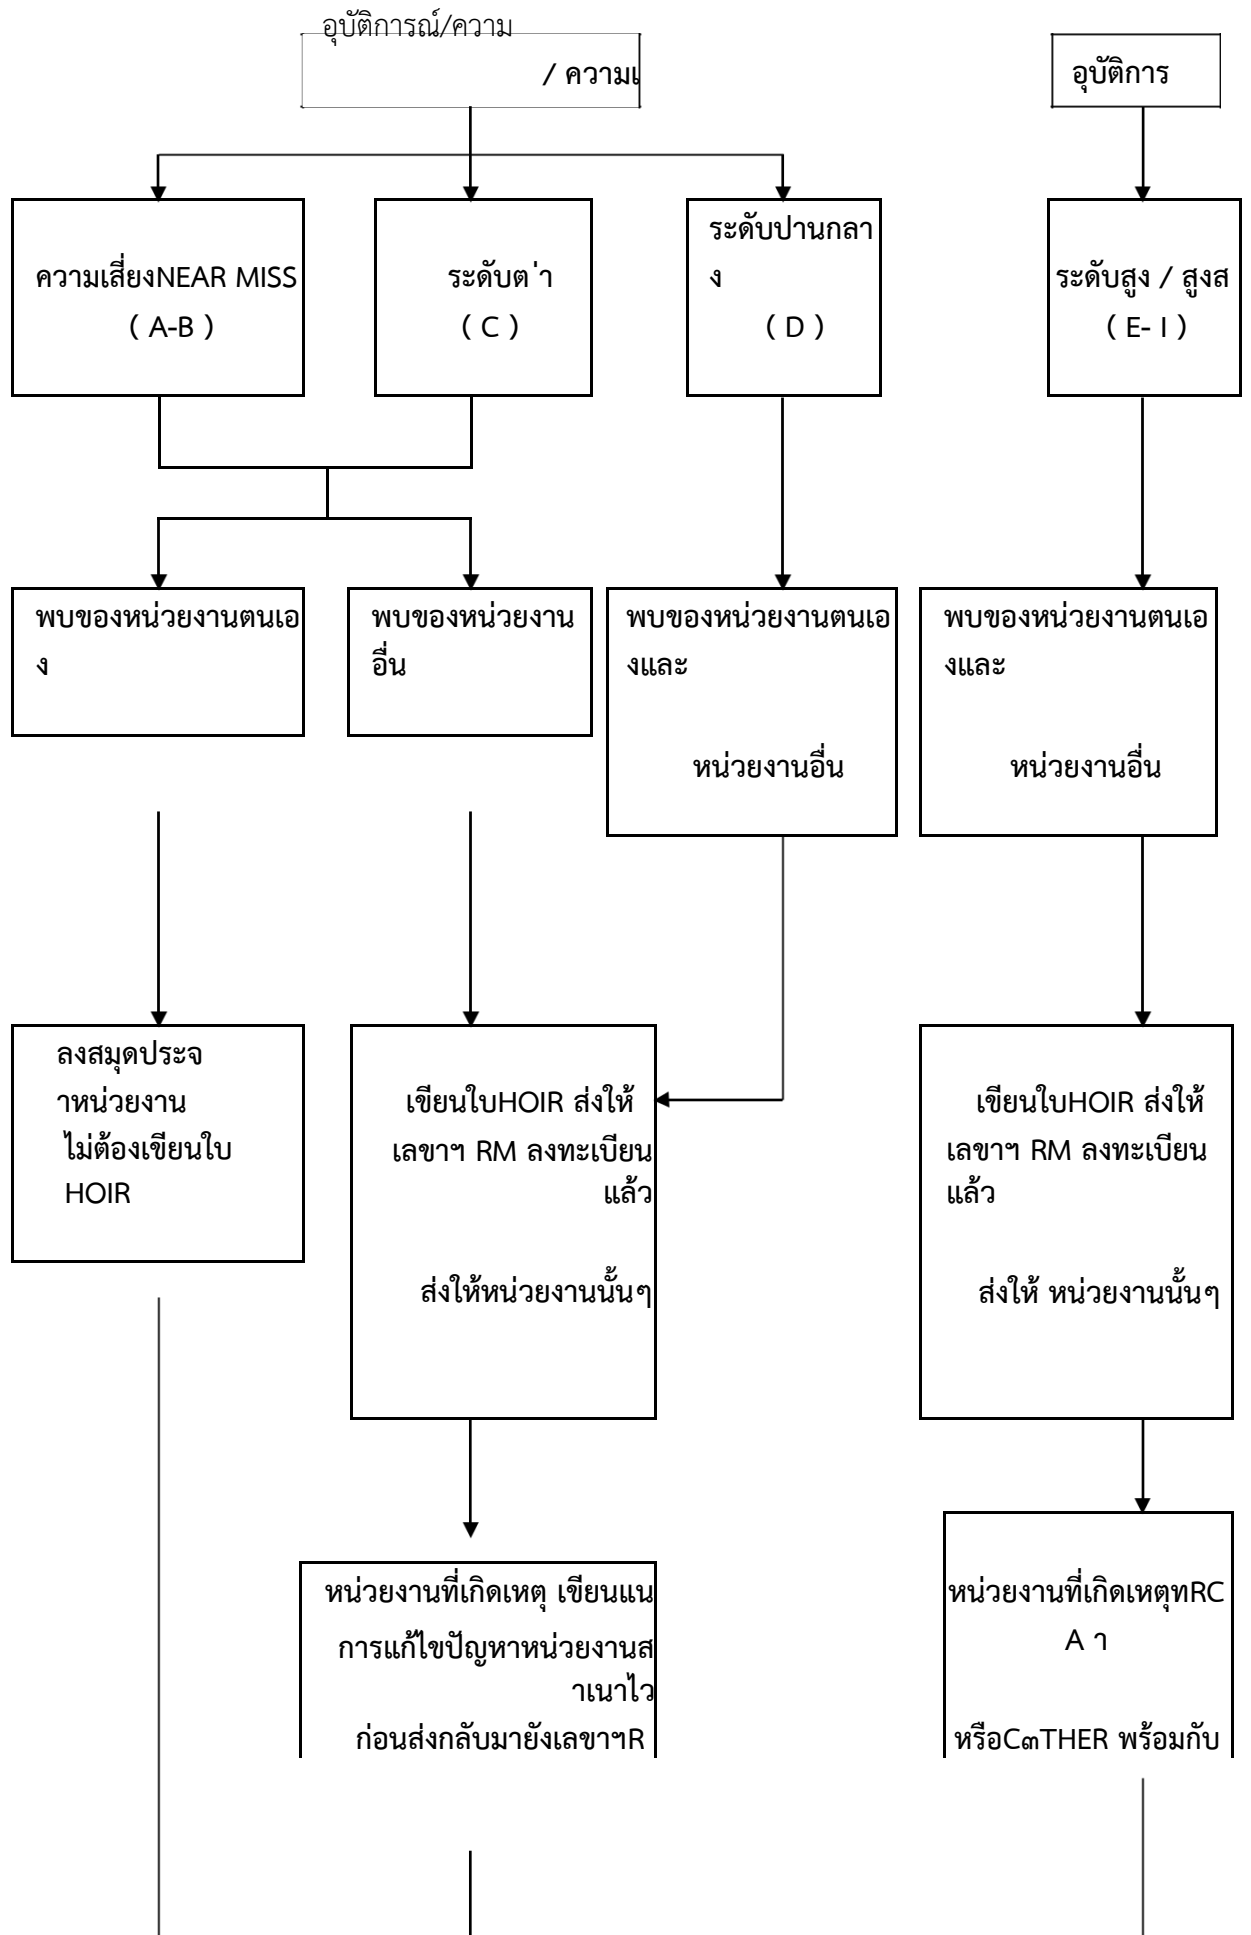 อุบัติการณ์/ความ
/ ความเ
อุบัติการ
ความเสี่ยงNEAR MISS
( A-B )
ระดับต ่า
( C )
ระดับปานกลา
ง
( D )
ระดับสูง / สูงส
( E- I )
พบของหน่วยงานตนเอ
ง
พบของหน่วยงาน
อื่น
พบของหน่วยงานตนเอ
งและ
หน่วยงานอื่น
พบของหน่วยงานตนเอ
งและ
หน่วยงานอื่น
ลงสมุดประจ
าหน่วยงาน
ไม่ต้องเขียนใบ
HOIR
เขียนใบHOIR ส่งให้
เลขาฯ RM ลงทะเบียน
แล้ว
ส่งให้หน่วยงานนั้นๆ
เขียนใบHOIR ส่งให้
เลขาฯ RM ลงทะเบียน
แล้ว
ส่งให้ หน่วยงานนั้นๆ
หน่วยงานที่เกิดเหตุ เขียนแน
การแก้ไขปัญหาหน่วยงานส
าเนาไว
ก่อนส่งกลับมายังเลขาฯR
หน่วยงานที่เกิดเหตุทRC
A า
หรือC๓THER พร้อมกับ